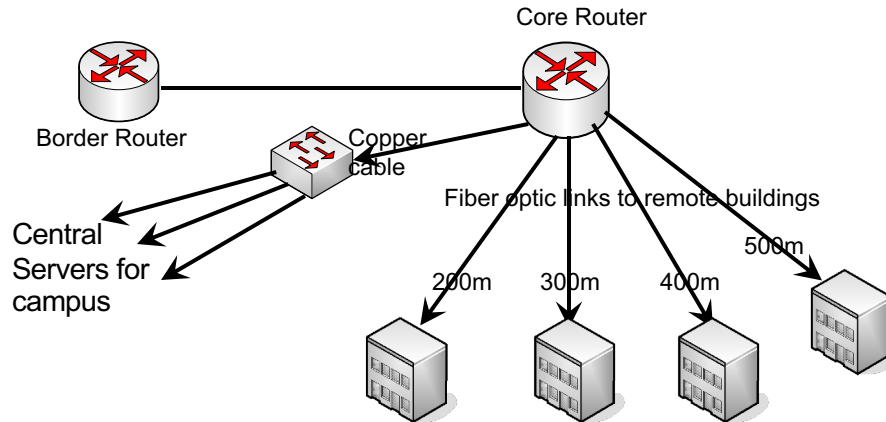 Core Router
Border Router
Copper
cable
Fiber optic links to remote buildings
Central
Servers for
campus
200m
300m
400m
500m